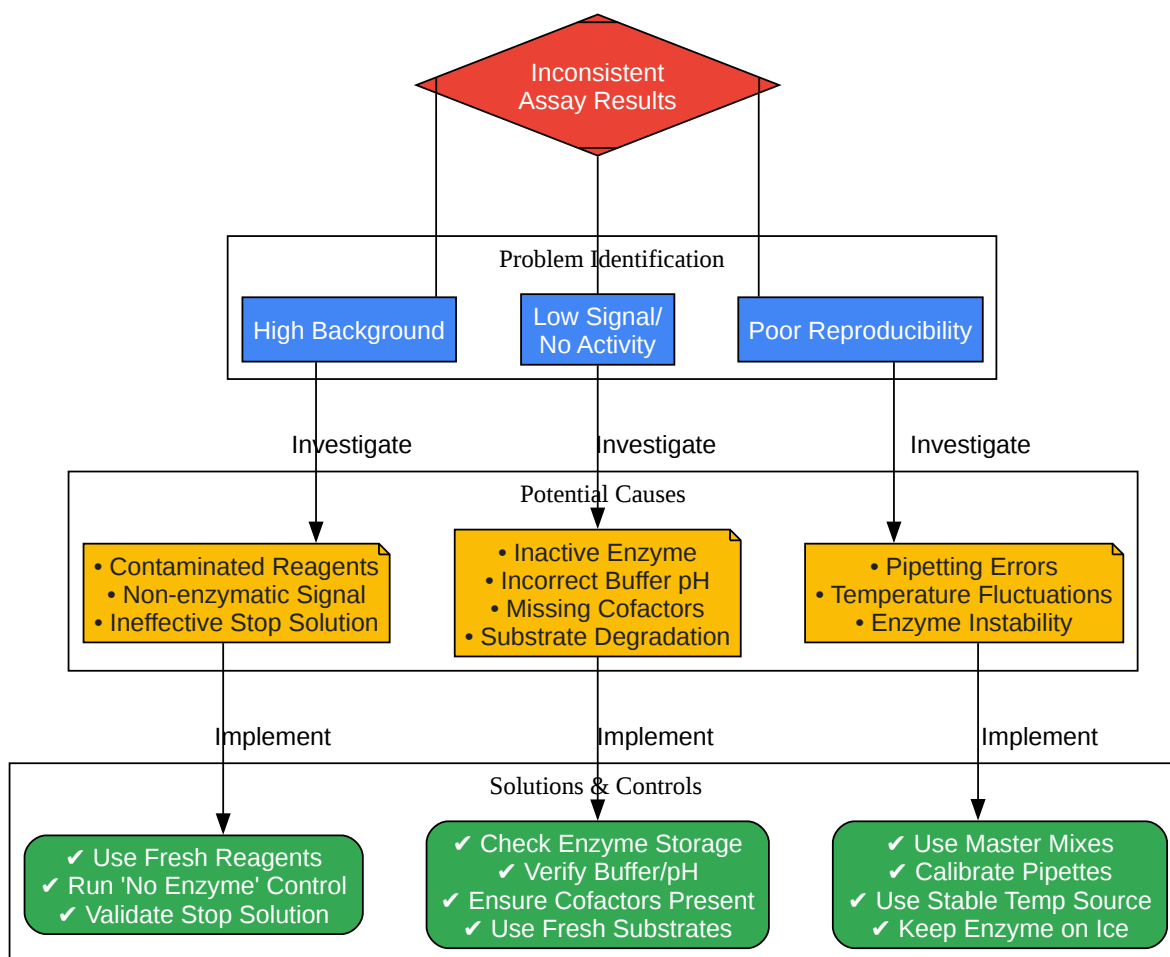 Inconsistent
Assay Results
Problem Identification
High Background
Low Signal/
No Activity
Poor Reproducibility
Investigate
Investigate
Investigate
Potential Causes
• Contaminated Reagents
• Non-enzymatic Signal
• Ineffective Stop Solution
• Inactive Enzyme
• Incorrect Buffer pH
• Missing Cofactors
• Substrate Degradation
• Pipetting Errors
• Temperature Fluctuations
• Enzyme Instability
Implement
Implement
Implement
Solutions & Controls
✔ Use Fresh Reagents
✔ Run 'No Enzyme' Control
✔ Validate Stop Solution
✔ Check Enzyme Storage
✔ Verify Buffer/pH
✔ Ensure Cofactors Present
✔ Use Fresh Substrates
✔ Use Master Mixes
✔ Calibrate Pipettes
✔ Use Stable Temp Source
✔ Keep Enzyme on Ice